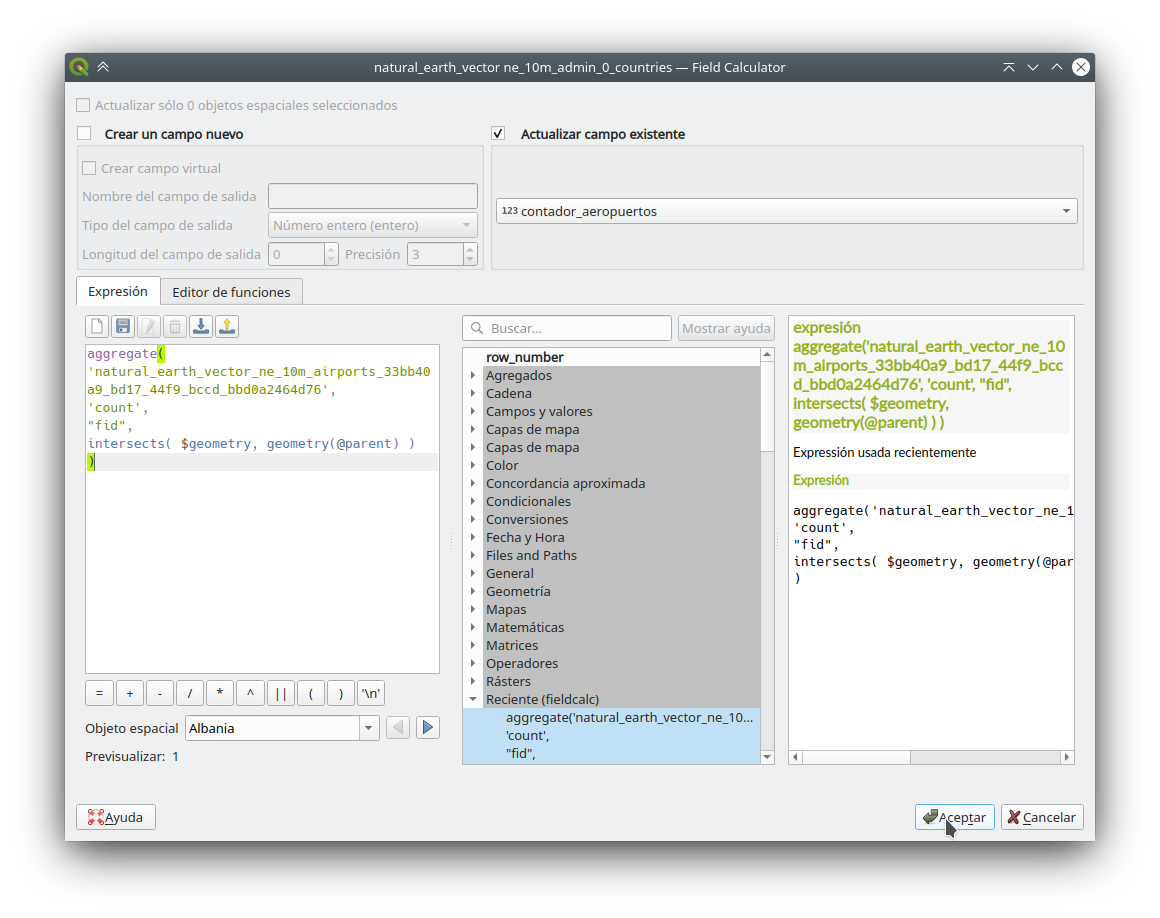 natural_earth_vector ne_10m_admin_0_countries — Field Calculator
Actualizar sólo 0 objetos espaciales seleccionados
Crear un campo nuevo
Crear campo virtual
Nombre del campo de salida
Tipo del campo de salida Número entero (entero)
Longitud del campo de salida 0 Precisión 3
Actualizar campo existente
123 contador_aeropuertos
Expresión Editor de funciones
aggregate(
'natural_earth_vector_ne_10m_airports_33bb40
a9_bd17_44f9_bccd_bbd0a2464d76',
'count',
"fid",
intersects( $geometry, geometry(@parent) )
)
= + - / * ^ || ( ) '\n'
Objeto espacial Albania
Previsualizar: 1
Buscar... Mostrar ayuda
row_number
Agregados
Cadena
Campos y valores
Capas de mapa
Capas de mapa
Color
Concordancia aproximada
Condicionales
Conversiones
Fecha y Hora
Files and Paths
General
Geometría
Mapas
Matemáticas
Matrices
Operadores
Rásters
Reciente (fieldcalc)
aggregate('natural_earth_vector_ne_10...
'count',
"fid",
expresión
aggregate('natural_earth_vector_ne_10
m_airports_33bb40a9_bd17_44f9_bcc
d_bbd0a2464d76', 'count', "fid",
intersects( $geometry,
geometry(@parent) ) )
Expressión usada recientemente
Expresión
aggregate('natural_earth_vector_ne_1
'count',
"fid",
intersects( $geometry, geometry(@par
)
Ayuda
Aceptar Cancelar